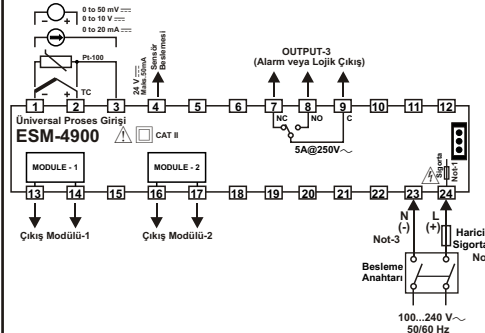 0 to 50 mV
0 to 10 V
0 to 20 mA
Pt-100
TC
24 V
Maks.50mA
Sensör
Beslemesi
OUTPUT-3
(Alarm veya Lojik Çıkış)
1 2 3 4 5 6 7 8 9 10 11 12
NC NO C
5A@250V
Üniversal Proses Girişi
ESM-4900
CAT II
Sigorta
Not-1
MODULE - 1
MODULE - 2
13 14 15 16 17 18 19 20 21 22 23 24
Çıkış Modülü-1
Çıkış Modülü-2
N
(-)
L
(+)
Not-3
Harici
Sigorta
Besleme
Anahtarı
100...240 V
50/60 Hz